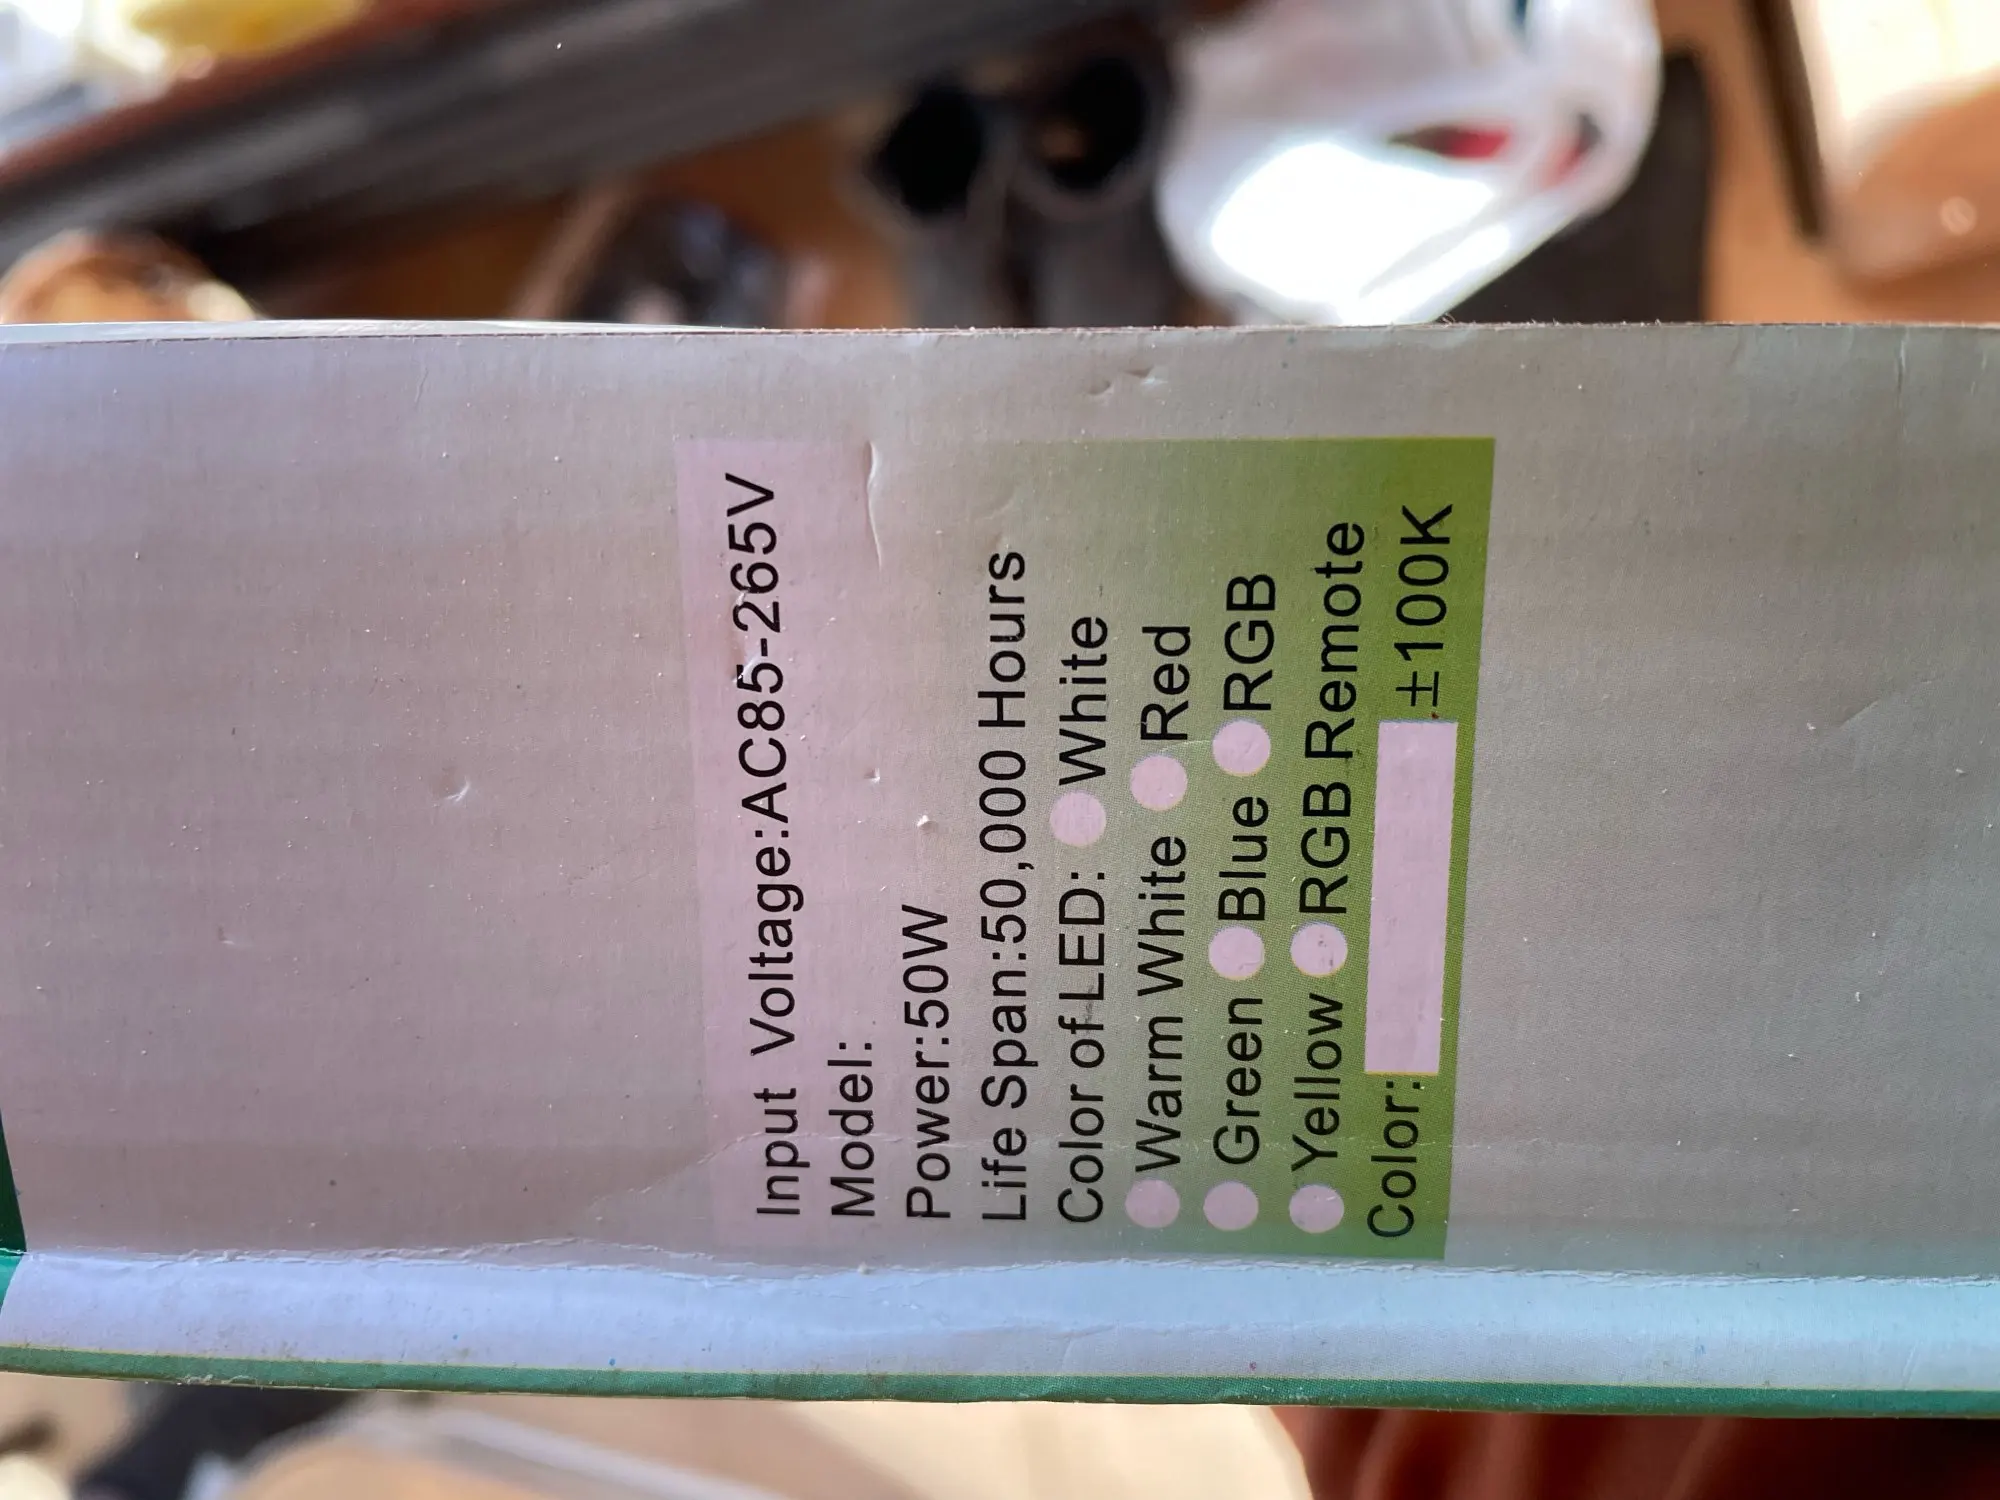 Input Voltage:AC85-265V
Model:
Power:50W
Life Span:50,000 Hours
Color of LED: White
Warm White Red
Green Blue RGB
Yellow RGB Remote
Color: ±100K